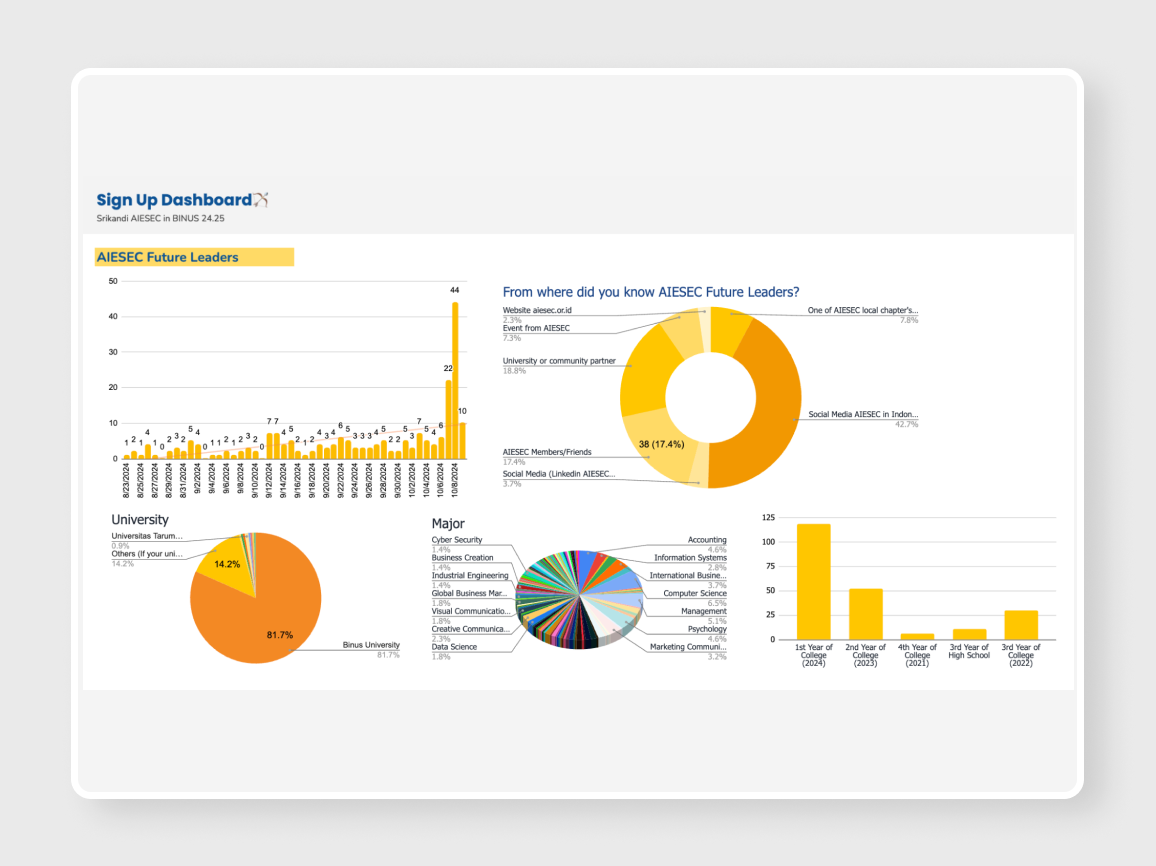 Sign Up Dashboard
Srikandi AIESEC in BINUS 24.25
AIESEC Future Leaders
50
40
30
20
10
0
1 2 1 4 1 0 2 3 2 5 4 0 1 1 2 1 2 3 2 0 7 7 4 5 2 1 2 4 3 4 6 5 3 3 3 4 5 2 2 5 3 7 5 4 6 22 44 10
8/23/2024
8/25/2024
8/27/2024
8/29/2024
8/31/2024
9/2/2024
9/4/2024
9/6/2024
9/8/2024
9/10/2024
9/12/2024
9/14/2024
9/16/2024
9/18/2024
9/22/2024
9/24/2024
9/26/2024
9/28/2024
9/30/2024
10/22/2024
10/4/2024
10/6/2024
10/08/2024
From where did you know AIESEC Future Leaders?
Website aiesec.or.id
2.3%
Event from AIESEC
7.3%
University or community partner
18.8%
AIESEC Members/Friends
17.4%
Social Media (Linkedin AIESEC...
3.7%
38 (17.4%)
One of AIESEC local chapter's...
7.8%
Social Media AIESEC in Indon...
42.7%
University
Universitas Tarum...
0.9%
Others (If your uni...
14.2%
14.2%
81.7%
Binus University
81.7%
Major
Cyber Security
1.4%
Business Creation
1.4%
Industrial Engineering
1.4%
Global Business Mar...
1.8%
Visual Communicatio...
1.8%
Creative Communica...
2.3%
Data Science
1.8%
Accounting
4.6%
Information Systems
2.8%
International Busine...
3.7%
Computer Science
6.5%
Management
5.1%
Psychology
4.6%
Marketing Communi...
3.2%
125
100
75
50
25
0
1st Year of
College
(2024)
2nd Year of
College
(2023)
4th Year of
College
(2021)
3rd Year of
High School
3rd Year of
College
(2022)